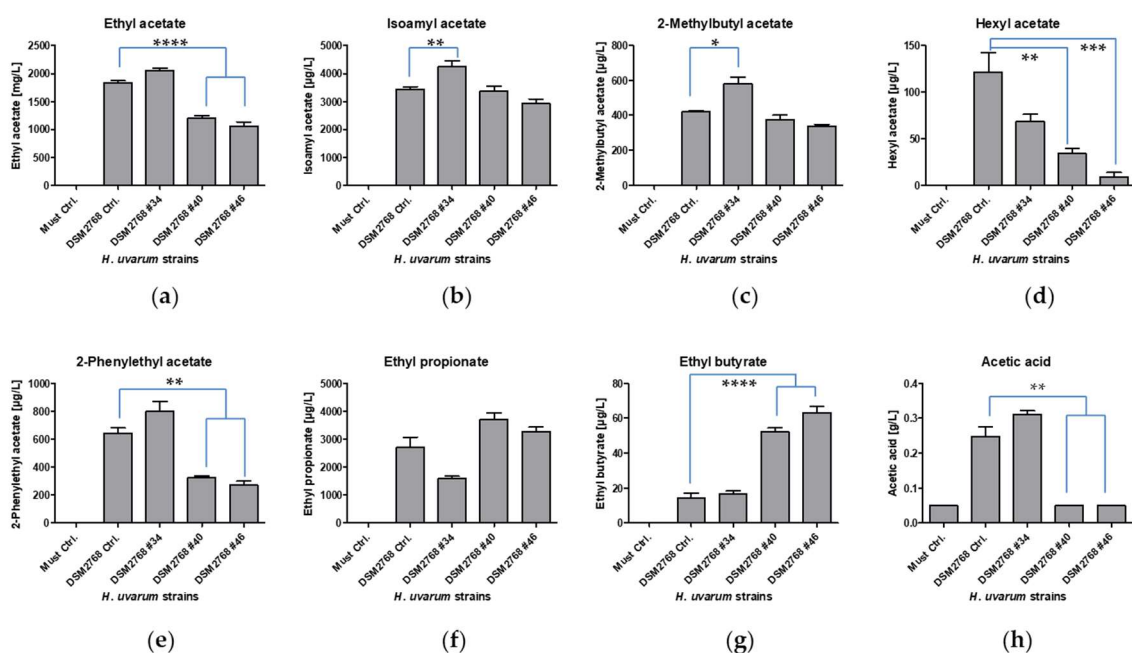 Ethyl acetate
****
Ethyl acetate [mg/L]
2500
2000
1500
1000
500
0
Must Ctrl.
DSM2768 Ctrl.
DSM2768 #34
DSM2768 #40
DSM2768 #46
H. uvarum strains
(a)
Isoamyl acetate
**
Isoamyl acetate [µg/L]
5000
4000
3000
2000
1000
0
Must Ctrl.
DSM2768 Ctrl.
DSM2768 #34
DSM2768 #40
DSM2768 #46
H. uvarum strains
(b)
2-Methylbutyl acetate
*
2-Methylbutyl acetate [µg/L]
800
600
400
200
0
Must Ctrl.
DSM2768 Ctrl.
DSM2768 #34
DSM2768 #40
DSM2768 #46
H. uvarum strains
(c)
Hexyl acetate
***
**
Hexyl acetate [µg/L]
150
100
50
0
Must Ctrl.
DSM2768 Ctrl.
DSM2768 #34
DSM2768 #40
DSM2768 #46
H. uvarum strains
(d)
2-Phenylethyl acetate
**
2-Phenylethyl acetate [µg/L]
1000
800
600
400
200
0
Must Ctrl.
DSM2768 Ctrl.
DSM2768 #34
DSM2768 #40
DSM2768 #46
H. uvarum strains
(e)
Ethyl propionate
Ethyl propionate [µg/L]
5000
4000
3000
2000
1000
0
Must Ctrl.
DSM2768 Ctrl.
DSM2768 #34
DSM2768 #40
DSM2768 #46
H. uvarum strains
(f)
Ethyl butyrate
****
Ethyl butyrate [µg/L]
80
60
40
20
0
Must Ctrl.
DSM2768 Ctrl.
DSM2768 #34
DSM2768 #40
DSM2768 #46
H. uvarum strains
(g)
Acetic acid
**
Acetic acid [g/L]
0.4
0.3
0.2
0.1
0.0
Must Ctrl.
DSM2768 Ctrl.
DSM2768 #34
DSM2768 #40
DSM2768 #46
H. uvarum strains
(h)